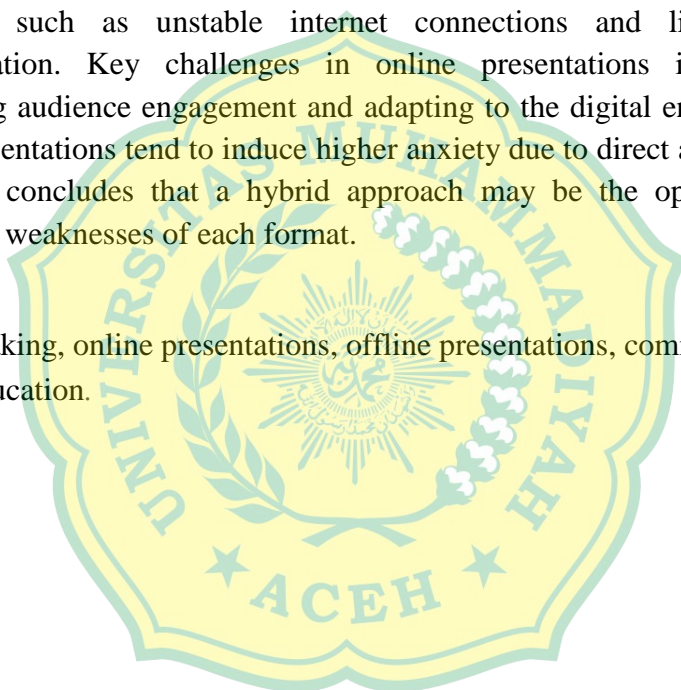 such as unstable internet connections and li
ation. Key challenges in online presentations i
g audience engagement and adapting to the digital en
sentations tend to induce higher anxiety due to direct a
concludes that a hybrid approach may be the op
weaknesses of each format.
king, online presentations, offline presentations, com
ucation.
UNIVERSITAS MUHAMMADIYAH
ACEH